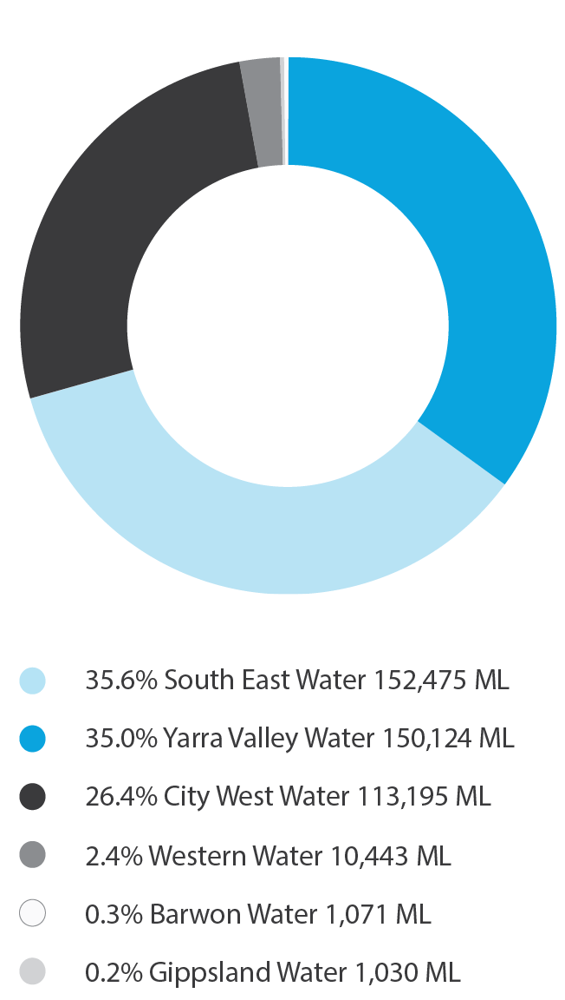 35.6% South East Water 152,475 ML
35.0% Yarra Valley Water 150,124 ML
26.4% City West Water 113,195 ML
2.4% Western Water 10,443 ML
0.3% Barwon Water 1,071 ML
0.2% Gippsland Water 1,030 ML